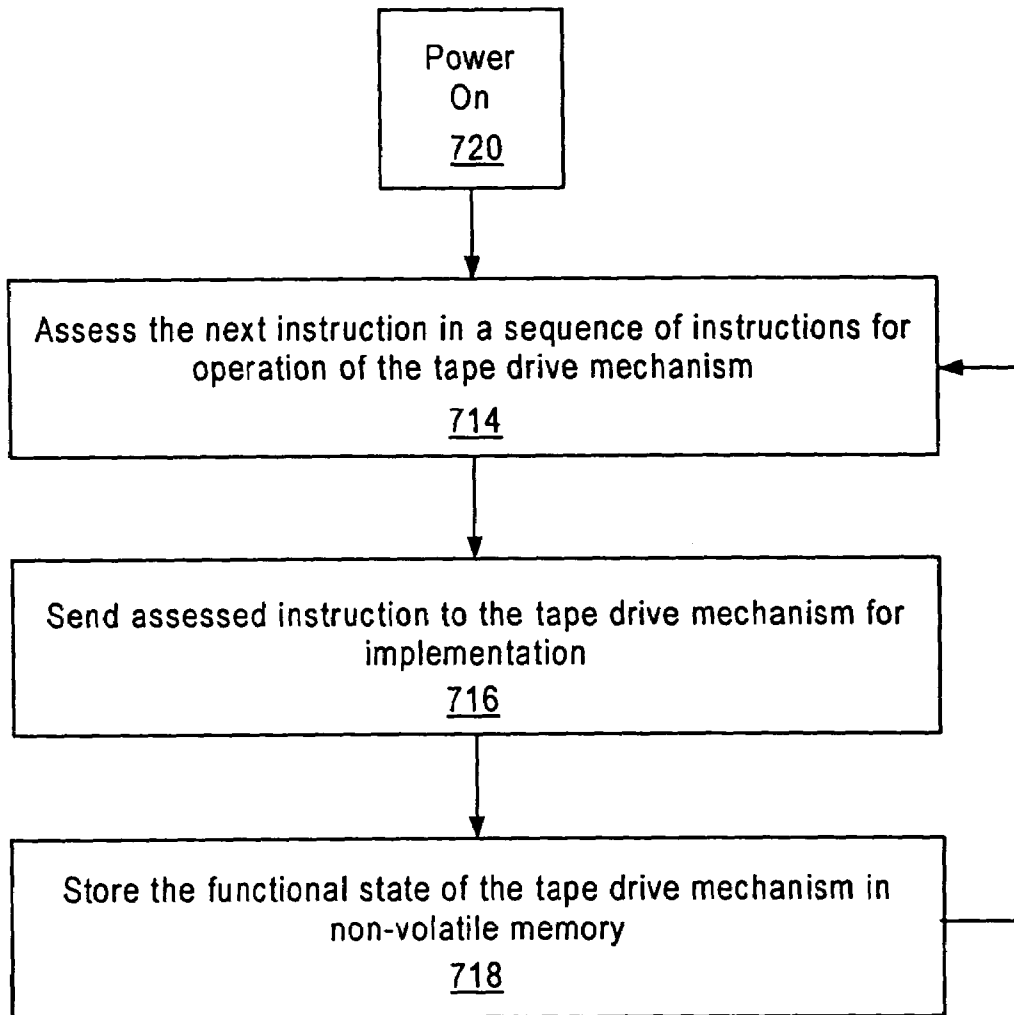 Power
On
720
Assess the next instruction in a sequence of instructions for
operation of the tape drive mechanism
714
Send assessed instruction to the tape drive mechanism for
implementation
716
Store the functional state of the tape drive mechanism in
non-volatile memory
718